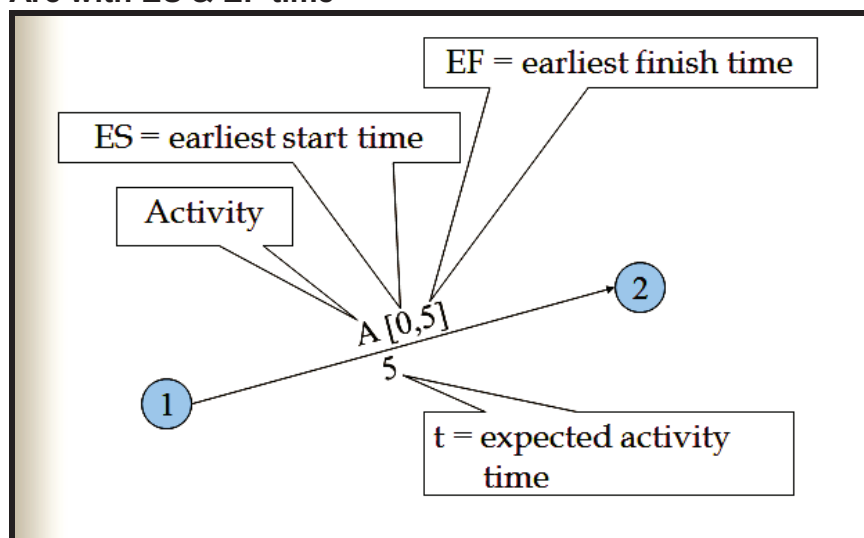 Arc with ES & EF time
EF = earliest finish time
ES = earliest start time
Activity
A [0,5]
5
2
1
t = expected activity
time